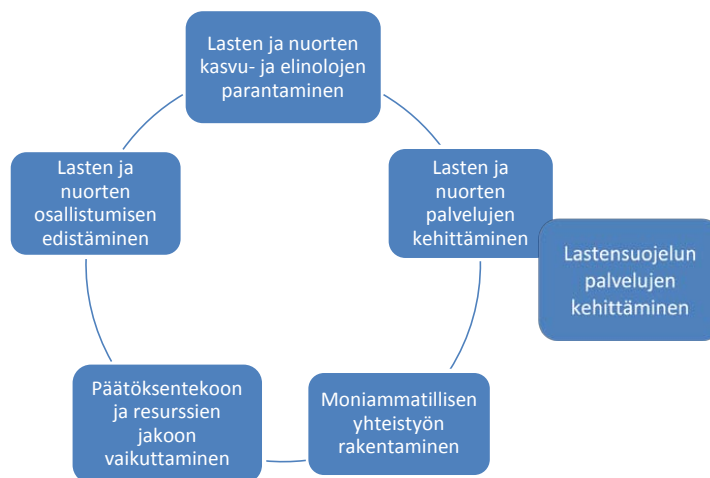 Lasten ja nuorten
kasvu- ja elinolojen
parantaminen
Lasten ja
nuorten
osallistumisen
edistäminen
Lasten ja
nuorten
palvelujen
kehittäminen
Lastensuojelun
palvelujen
kehittäminen
Päätöksentekoon
ja resurssien
jakoon
vaikuttaminen
Moniammatillisen
yhteistyön
rakentaminen